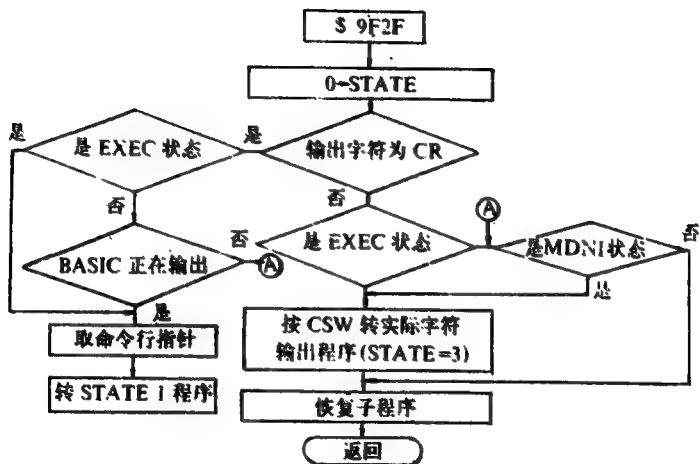 $ 9F2F
0→STATE
是
是 EXEC 状态
是
输出字符为 CR
否
否
BASIC 正在输出
否
A
是 EXEC 状态
A
是MDNI状态
否
是
是
取命令行指针
转 STATE 1 程序
按 CSW 转实际字符
输出程序(STATE=3)
恢复子程序
返回